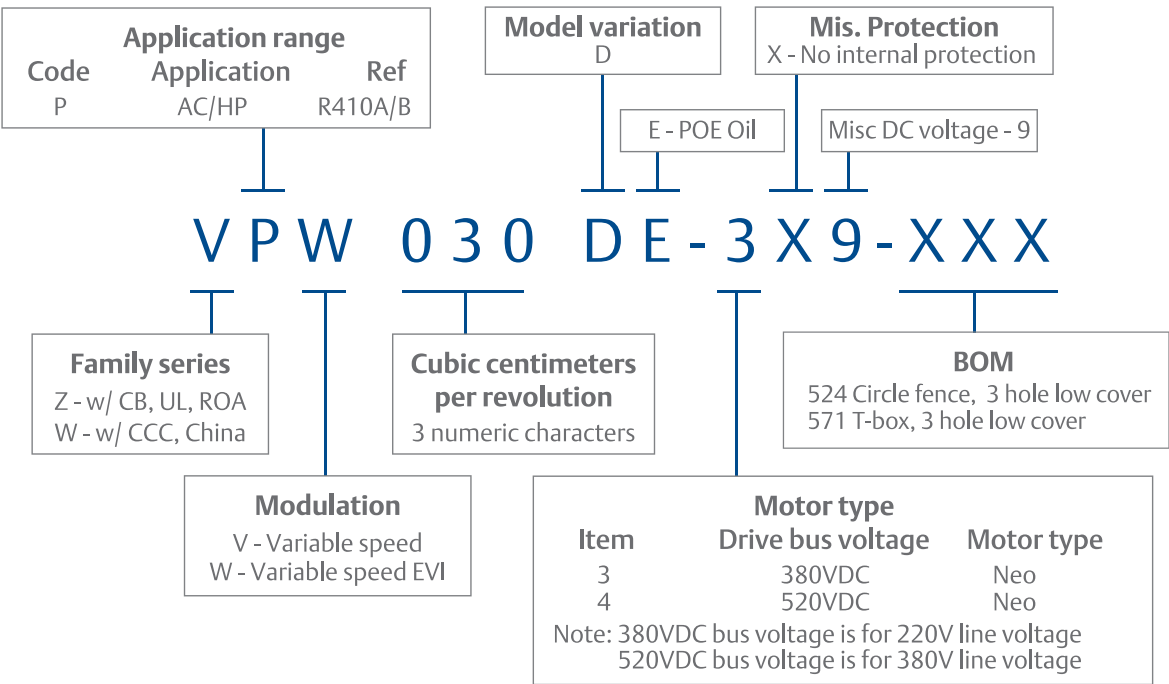 Application range
Code Application Ref
P AC/HP R410A/B
Model variation
D
Mis. Protection
X - No internal protection
E - POE Oil
Misc DC voltage - 9
V P W 0 3 0 D E - 3 X 9 - X X X
Family series
Z - w/ CB, UL, ROA
W - w/ CCC, China
Cubic centimeters
per revolution
3 numeric characters
BOM
524 Circle fence, 3 hole low cover
571 T-box, 3 hole low cover
Modulation
V - Variable speed
W - Variable speed EVI
Motor type
Item Drive bus voltage Motor type
3 380VDC Neo
4 520VDC Neo
Note: 380VDC bus voltage is for 220V line voltage
520VDC bus voltage is for 380V line voltage